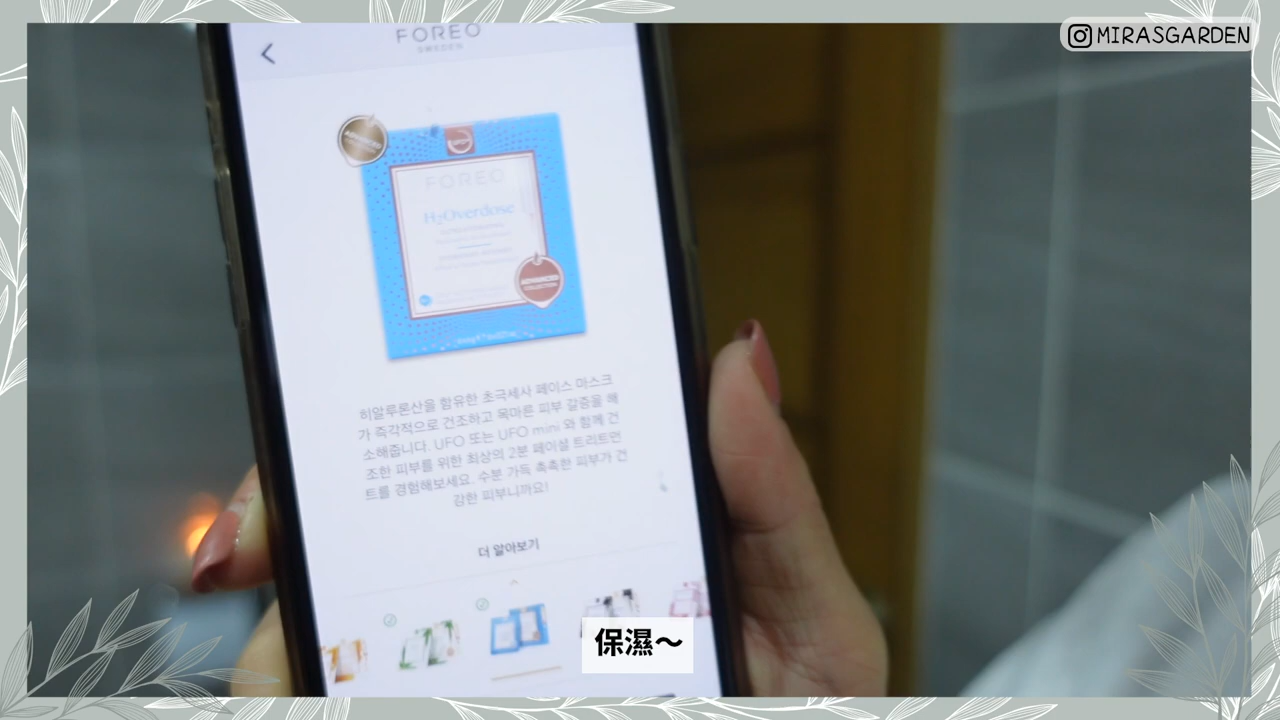 MIRASGARDEN
FOREO
SWEDEN
FOREO
H2Overdose
ADVANCED
COLLECTION
히알루론산을 함유한 초극세사 페이스 마스크
가 즉각적으로 건조하고 목마른 피부 갈증을 해
소해줍니다. UFO 또는 UFO mini 와 함께 건
조한 피부를 위한 최상의 2분 페이셜 트리트먼
트를 경험해보세요. 수분 가득 촉촉한 피부가 건
강한 피부니까요!
더 알아보기
保濕～